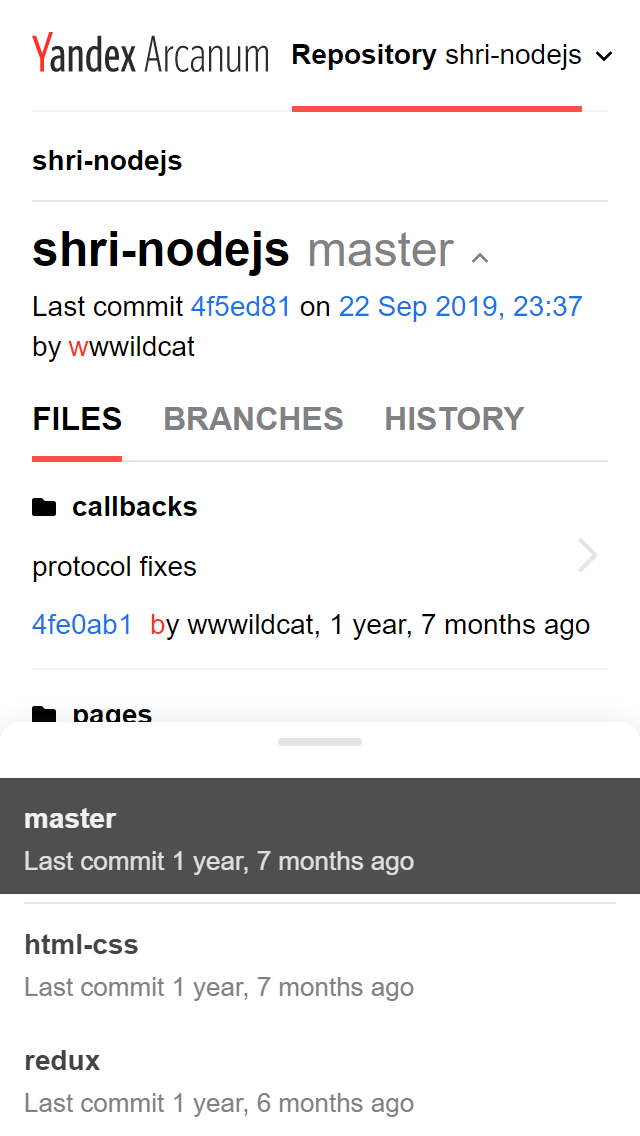 Yandex Arcanum Repository shri-nodejs
shri-nodejs
shri-nodejs master
Last commit 4f5ed81 on 22 Sep 2019, 23:37
by wwwildcat
FILES BRANCHES HISTORY
callbacks
protocol fixes
4fe0ab1 by wwwildcat, 1 year, 7 months ago
pages
master
Last commit 1 year, 7 months ago
html-css
Last commit 1 year, 7 months ago
redux
Last commit 1 year, 6 months ago